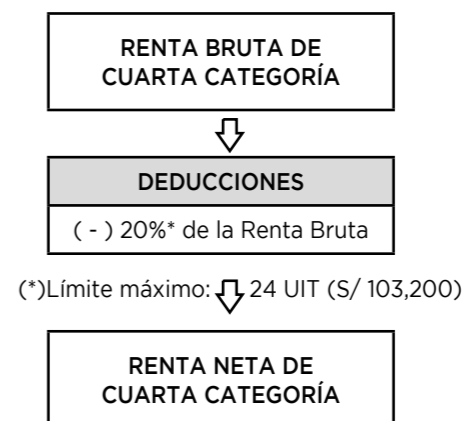 RENTA BRUTA DE
CUARTA CATEGORÍA
DEDUCCIONES
( - ) 20%* de la Renta Bruta
(*)Límite máximo: 24 UIT (S/ 103,200)
RENTA NETA DE
CUARTA CATEGORÍA